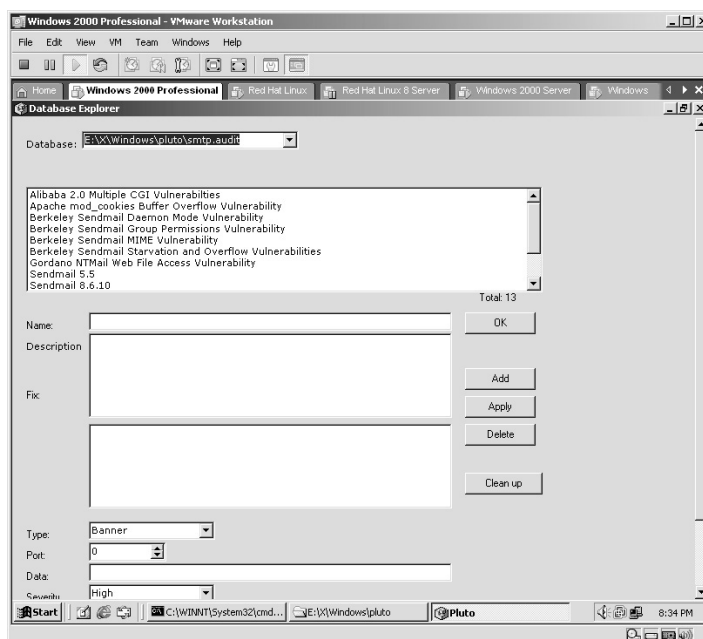 Windows 2000 Professional - VMware Workstation
File Edit View VM Team Windows Help
Home Windows 2000 Professional Red Hat Linux Red Hat Linux 8 Server Windows 2000 Server Windows
Database Explorer
Database: E:\X\Windows\pluto\smtp.audit
Alibaba 2.0 Multiple CGI Vulnerabilties
Apache mod_cookies Buffer Overflow Vulnerability
Berkeley Sendmail Daemon Mode Vulnerability
Berkeley Sendmail Group Permissions Vulnerability
Berkeley Sendmail MIME Vulnerability
Berkeley Sendmail Starvation and Overflow Vulnerabilities
Gordano NTMail Web File Access Vulnerability
Sendmail 5.5
Sendmail 8.6.10
Total: 13
Name: OK
Description
Add
Fix:
Apply
Delete
Clean up
Type: Banner
Port: 0
Data:
Severity High
Start C:\WINNT\System32\cmd... E:\X\Windows\pluto Pluto 8:34 PM